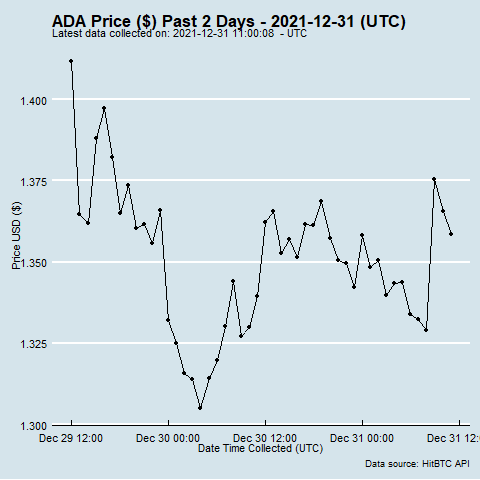 ADA Price ($) Past 2 Days - 2021-12-31 (UTC)
Latest data collected on: 2021-12-31 11:00:08  - UTC
1.400
1.375
1.350
1.325
1.300
Price USD ($)
Dec 29 12:00 Dec 30 00:00 Dec 30 12:00 Dec 31 00:00 Dec 31 12:
Date Time Collected (UTC)
Data source: HitBTC API